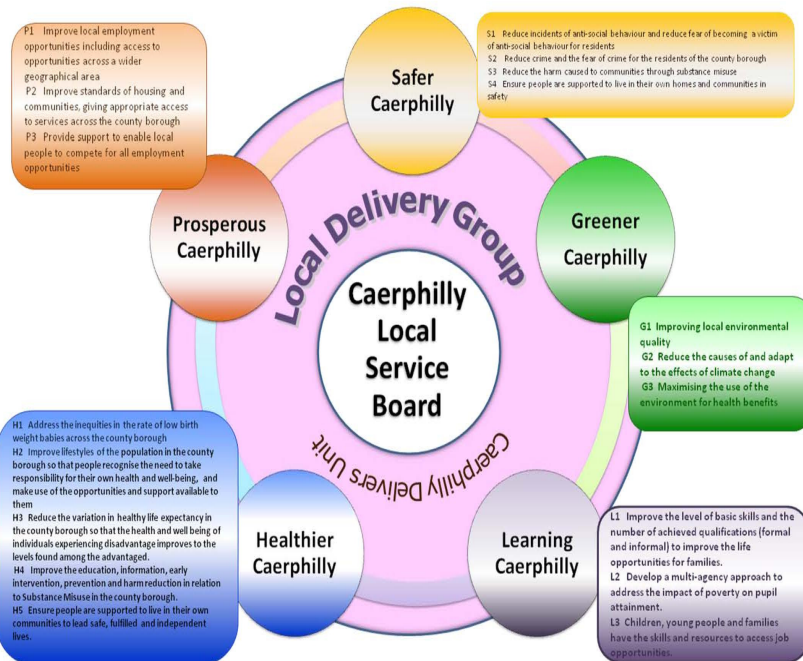 P1 Improve local employment
opportunities including access to
opportunities across a wider
geographical area
P2 Improve standards of housing and
communities, giving appropriate access
to services across the county borough
P3 Provide support to enable local
people to compete for all employment
opportunities
Safer
Caerphilly
S1 Reduce incidents of anti-social behaviour and reduce fear of becoming a victim
of anti-social behaviour for residents
S2 Reduce crime and the fear of crime for the residents of the county borough
S3 Reduce the harm caused to communities through substance misuse
S4 Ensure people are supported to live in their own homes and communities in
safety
Prosperous
Caerphilly
Local Delivery Group
Greener
Caerphilly
Caerphilly
Local
Service
Board
G1 Improving local environmental
quality
G2 Reduce the causes of and adapt
to the effects of climate change
G3 Maximising the use of the
environment for health benefits
Caerphilly Delivers Unit
H1 Address the inequities in the rate of low birth
weight babies across the county borough
H2 Improve lifestyles of the population in the county
borough so that people recognise the need to take
responsibility for their own health and well-being, and
make use of the opportunities and support available to
them
H3 Reduce the variation in healthy life expectancy in
the county borough so that the health and well being of
individuals experiencing disadvantage improves to the
levels found among the advantaged.
H4 Improve the education, information, early
intervention, prevention and harm reduction in relation
to Substance Misuse in the county borough.
H5 Ensure people are supported to live in their own
communities to lead safe, fulfilled and independent
lives.
Healthier
Caerphilly
Learning
Caerphilly
L1 Improve the level of basic skills and the
number of achieved qualifications (formal
and informal) to improve the life
opportunities for families.
L2 Develop a multi-agency approach to
address the impact of poverty on pupil
attainment.
L3 Children, young people and families
have the skills and resources to access job
opportunities.